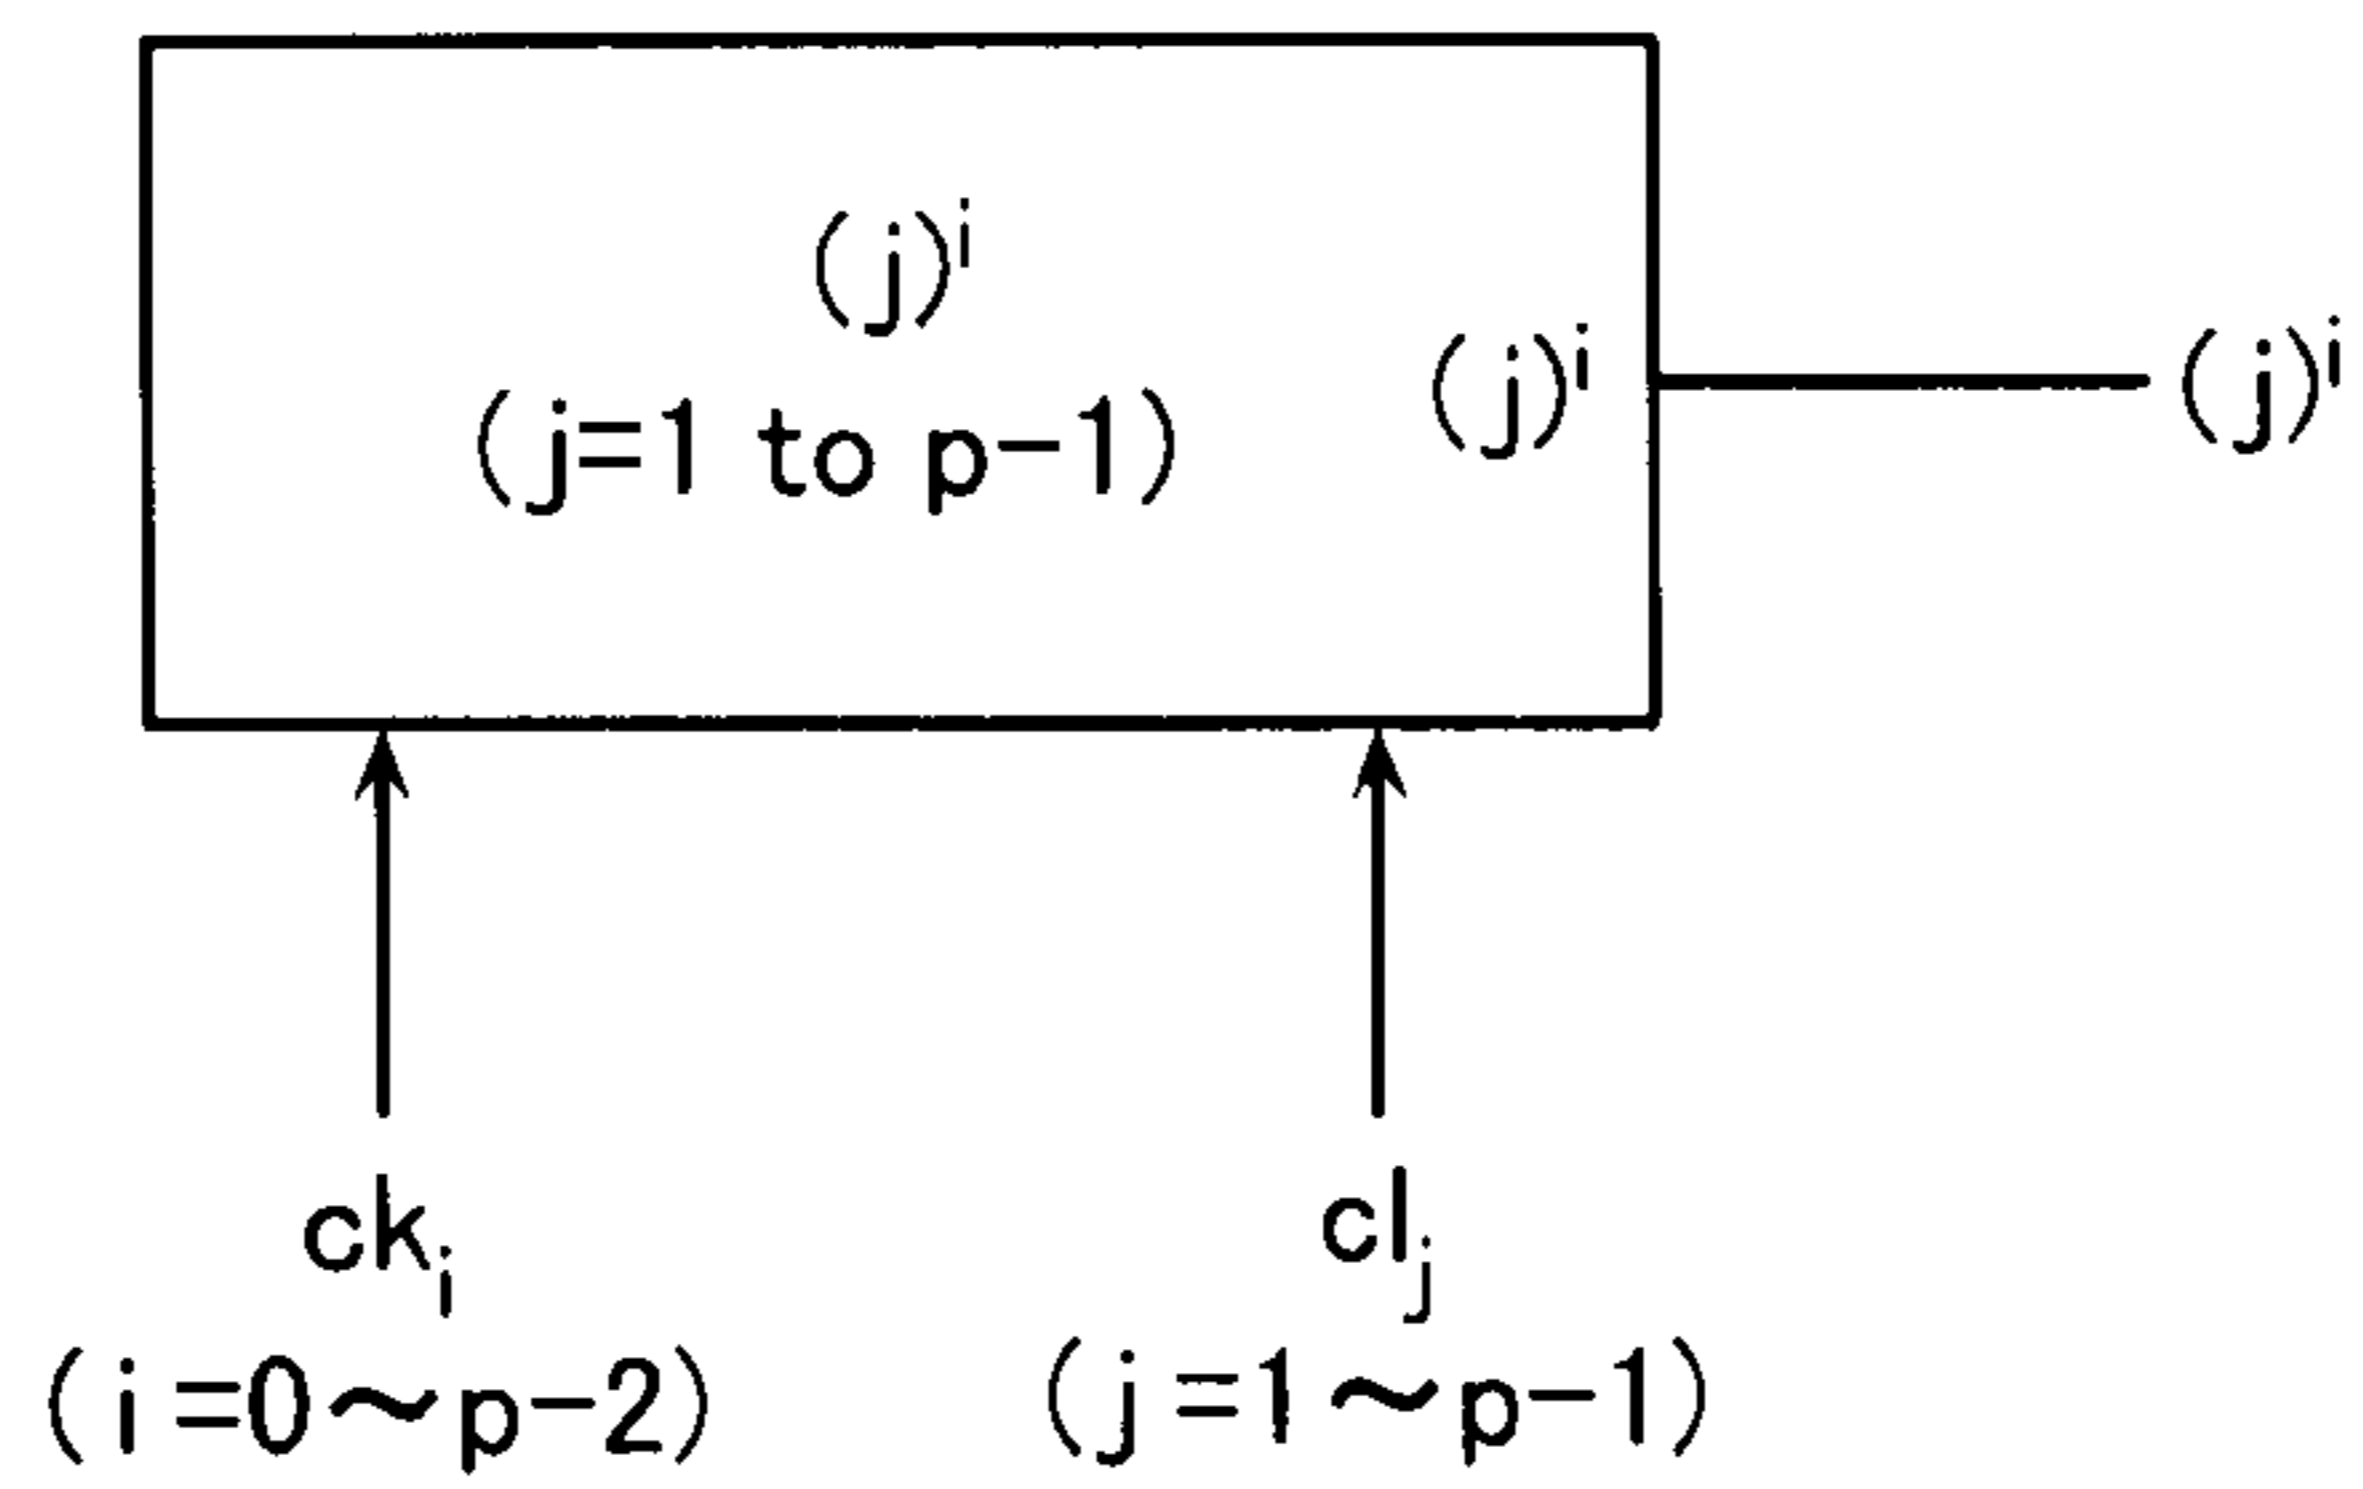 (j)ⁱ
(j=1 to p-1)
(j)ⁱ
(j)ⁱ
ckᵢ
(i=0~p-2)
clⱼ
(j=1~p-1)